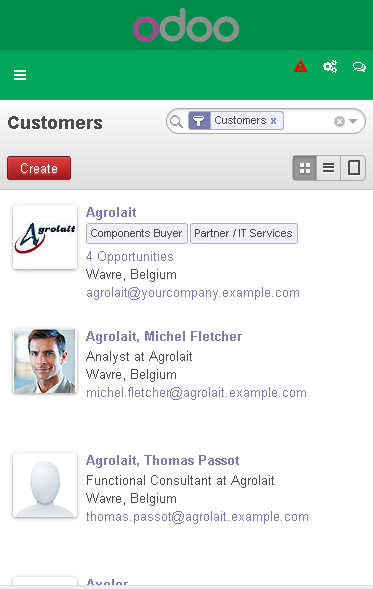 odoo
Customers
Customers x
Create
Agrolait
Agrolait
Components Buyer Partner / IT Services
4 Opportunities
Wavre, Belgium
agrolait@yourcompany.example.com
Agrolait, Michel Fletcher
Analyst at Agrolait
Wavre, Belgium
michel.fletcher@agrolait.example.com
Agrolait, Thomas Passot
Functional Consultant at Agrolait
Wavre, Belgium
thomas.passot@agrolait.example.com